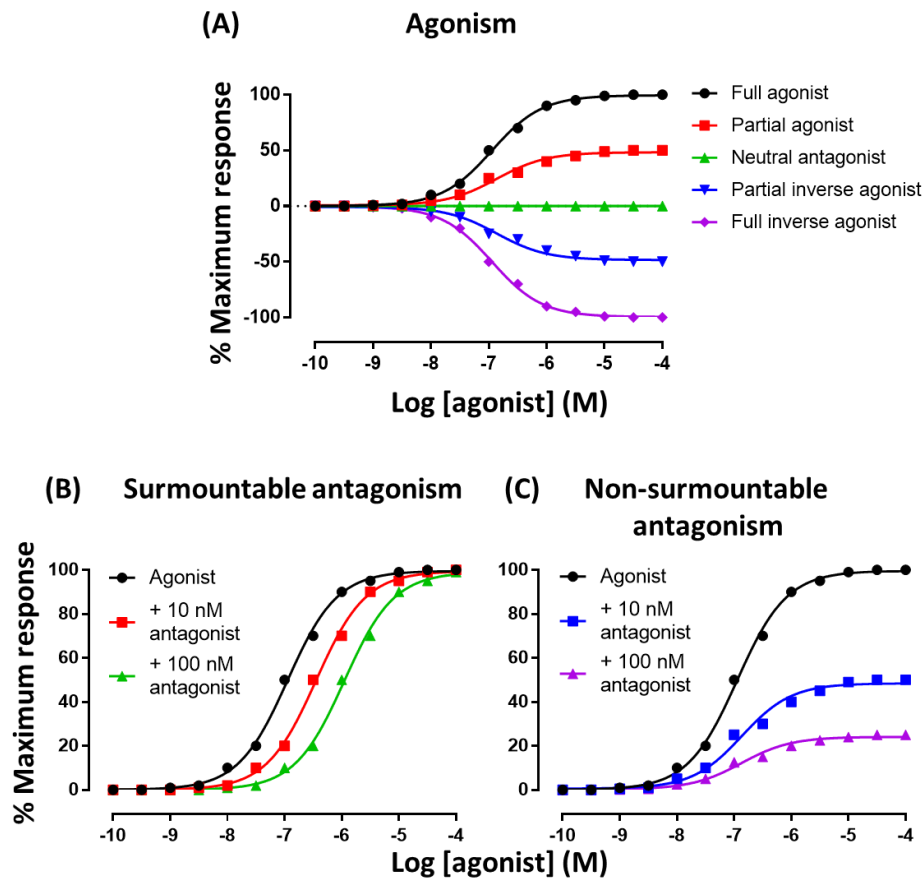 (A) Agonism
% Maximum response
100
50
0
-50
-100
-10 -9 -8 -7 -6 -5 -4
Log [agonist] (M)
Full agonist
Partial agonist
Neutral antagonist
Partial inverse agonist
Full inverse agonist
(B) Surmountable antagonism
% Maximum response
100
80
60
40
20
0
Agonist
+ 10 nM
antagonist
+ 100 nM
antagonist
-10 -9 -8 -7 -6 -5 -4
(C) Non-surmountable
antagonism
100
80
60
40
20
0
Agonist
+ 10 nM
antagonist
+ 100 nM
antagonist
-10 -9 -8 -7 -6 -5 -4
Log [agonist] (M)